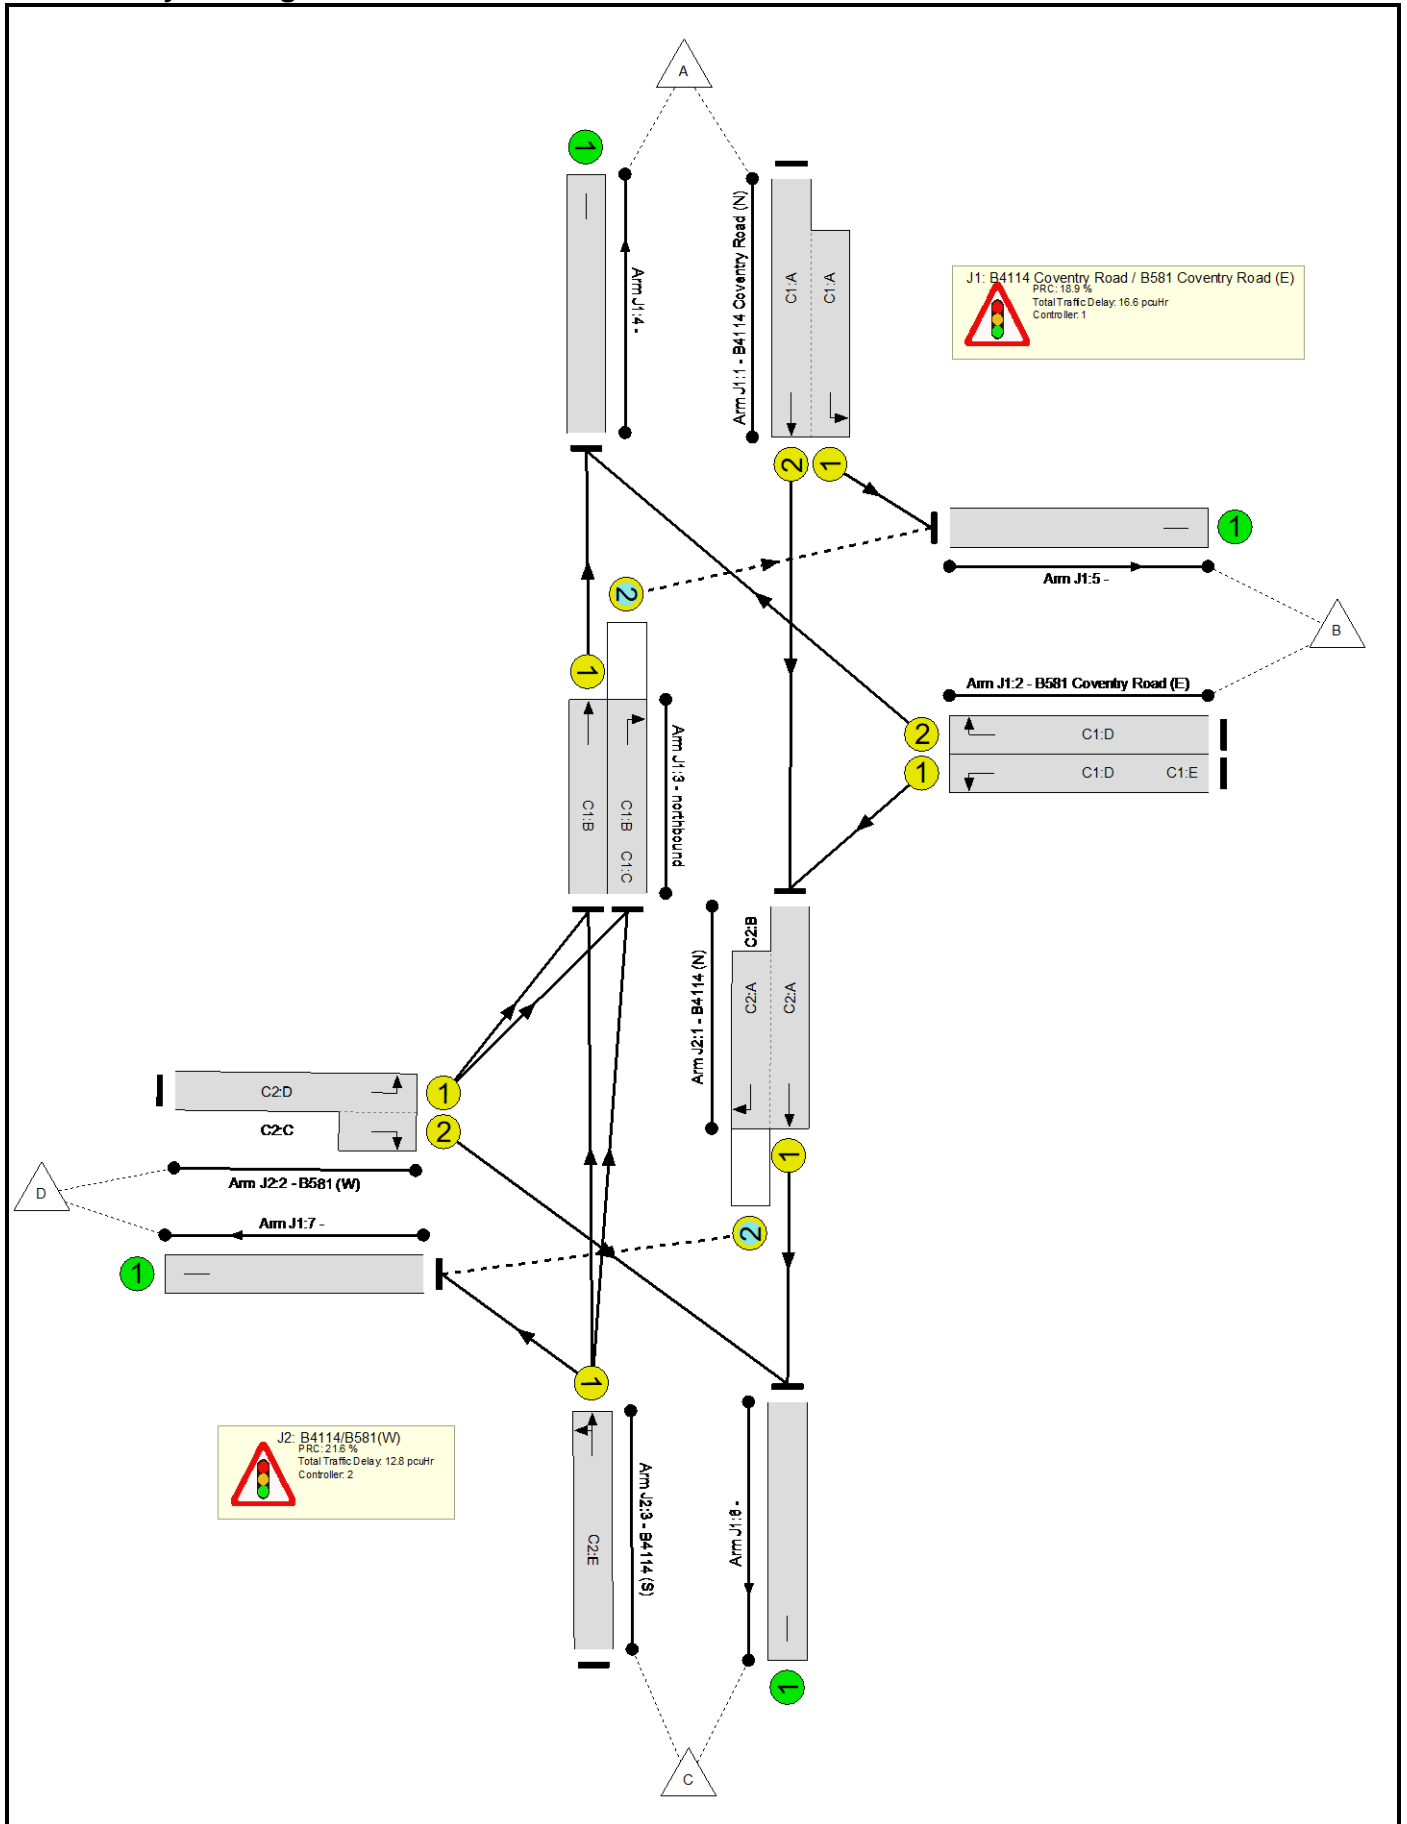 A
1
Arm J1:4 -
Arm J1:1 - B4114 Coventry Road (N)
C1:A
C1:A
J1: B4114 Coventry Road / B581 Coventry Road (E)
PRC: 18.9 %
Total Traffic Delay: 16.6 pcuHr
Controller: 1
2
1
1
Arm J1:5 -
2
B
1
Arm J1:2 - B581 Coventry Road (E)
2
C1:D
1
C1:D C1:E
Arm J1:3 - northbound
C1:B
C1:B C1:C
Arm J2:1 - B4114 (N)
C2:B
C2:A
C2:A
C2:D
1
C2:C
2
1
D
Arm J2:2 - B581 (W)
Arm J1:7 -
2
1
1
J2: B4114/B581(W)
PRC: 21.6 %
Total Traffic Delay: 12.8 pcuHr
Controller: 2
C2:E
Arm J2:3 - B4114 (S)
Arm J1:6 -
1
C